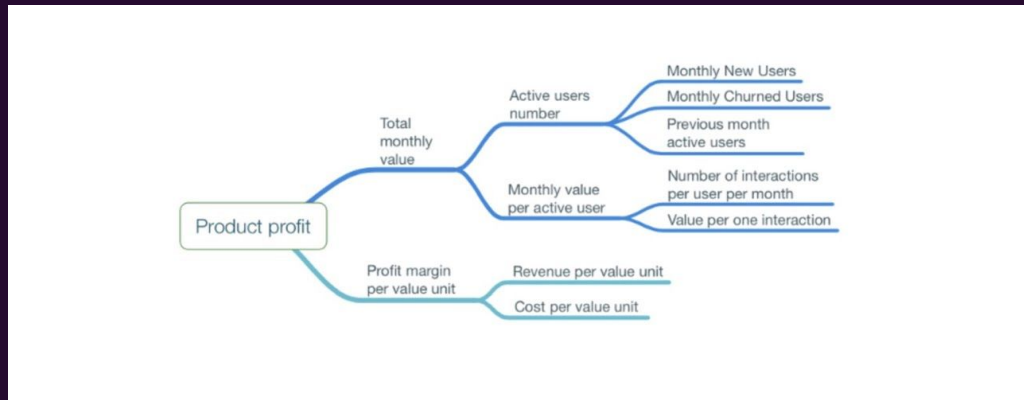 Monthly New Users
Monthly Churned Users
Previous month
active users
Active users
number
Total
monthly
value
Number of interactions
per user per month
Value per one interaction
Monthly value
per active user
Product profit
Profit margin
per value unit
Revenue per value unit
Cost per value unit